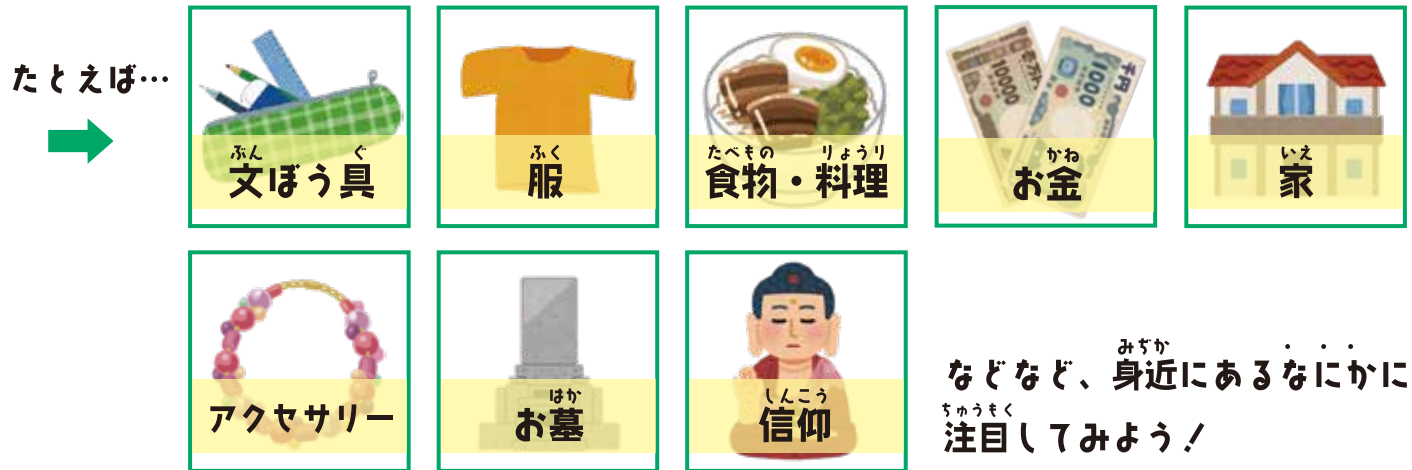 たとえば…
ぶん ぐ
文ぼう具
ふく
服
たべもの りょうり
食物・料理
10000
1000
千円
かね
お金
いえ
家
アクセサリー
はか
お墓
しんこう
信仰
みぢか
などなど、身近にあるなにかに
ちゅうもく
注目してみよう!